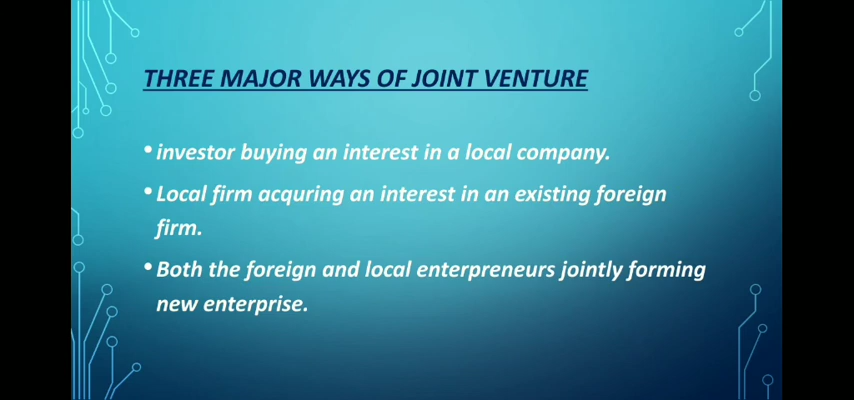 THREE MAJOR WAYS OF JOINT VENTURE
•investor buying an interest in a local company.
•Local firm acquring an interest in an existing foreign
firm.
•Both the foreign and local enterpreneurs jointly forming
new enterprise.